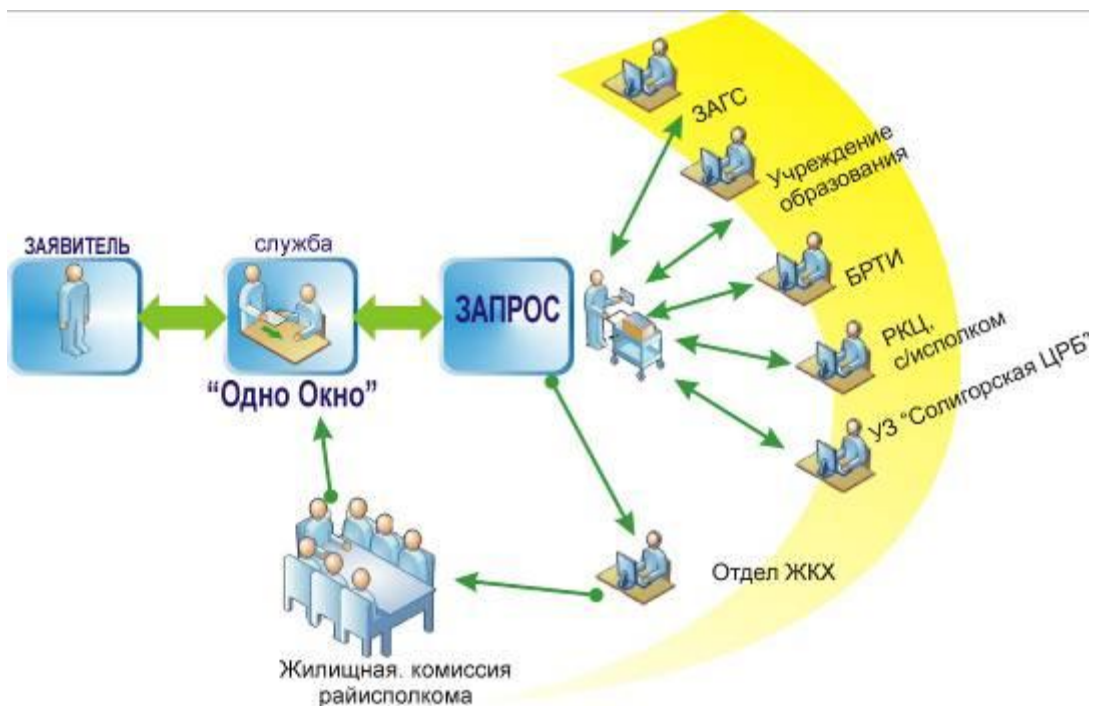 ЗАЯВИТЕЛЬ
служба
“Одно Окно”
ЗАПРОС
ЗАГС
Учреждение
образования
БРТИ
РКЦ,
с/исполком
УЗ “Солигорская ЦРБ”
Отдел ЖКХ
Жилищная. комиссия
райисполкома